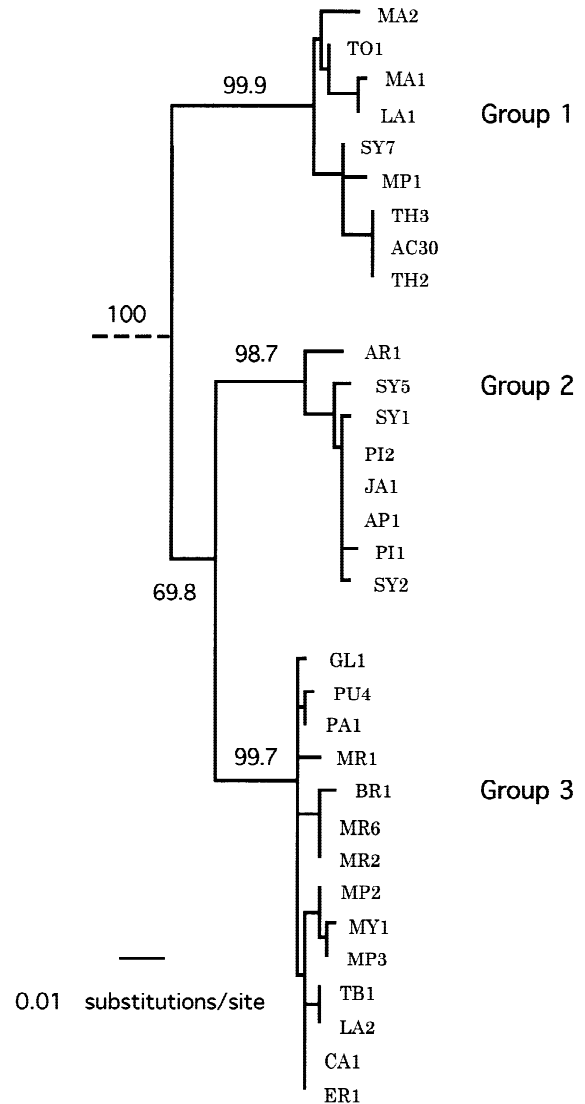 MA2
TO1
99.9
MA1
LA1
Group 1
SY7
MP1
TH3
AC30
TH2
100
98.7
AR1
SY5
Group 2
SY1
PI2
JA1
AP1
PI1
SY2
69.8
GL1
PU4
PA1
99.7
MR1
BR1
Group 3
MR6
MR2
MP2
MY1
MP3
TB1
0.01 substitutions/site
LA2
CA1
ER1